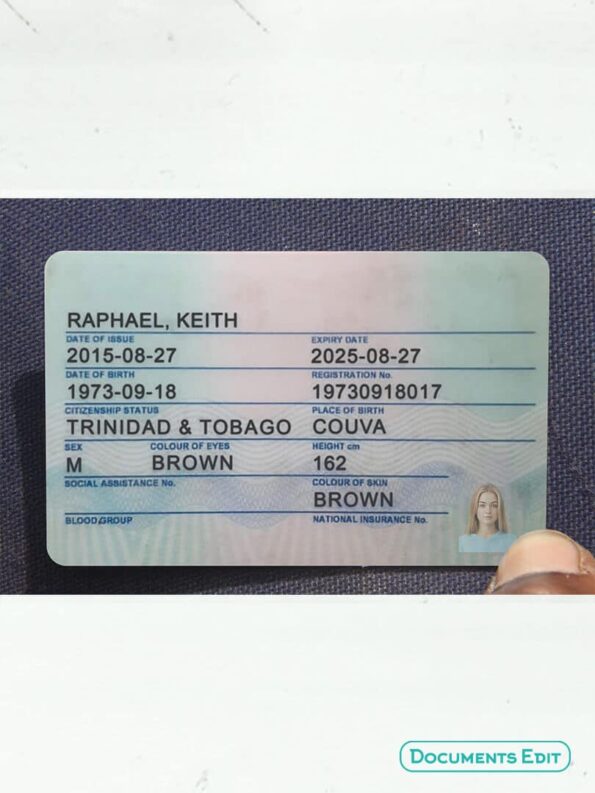 RAPHAEL, KEITH
DATE OF ISSUE EXPIRY DATE
2015-08-27 2025-08-27
DATE OF BIRTH REGISTRATION No.
1973-09-18 19730918017
CITIZENSHIP STATUS PLACE OF BIRTH
TRINIDAD & TOBAGO COUVA
SEX COLOUR OF EYES HEIGHT cm
M BROWN 162
SOCIAL ASSISTANCE No. COLOUR OF SKIN
BROWN
BLOOD GROUP NATIONAL INSURANCE No.
DOCUMENTS EDIT